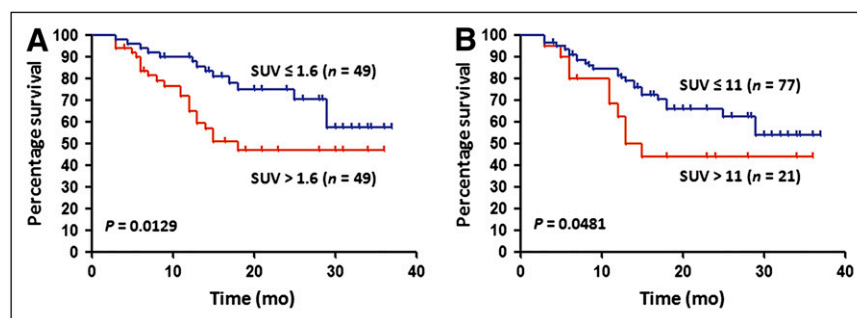 A
Percentage survival
100
90
80
70
60
50
40
30
20
10
0
SUV ≤ 1.6 (n = 49)
SUV > 1.6 (n = 49)
P = 0.0129
0 10 20 30 40
Time (mo)
B
Percentage survival
100
90
80
70
60
50
40
30
20
10
0
SUV ≤ 11 (n = 77)
SUV > 11 (n = 21)
P = 0.0481
0 10 20 30 40
Time (mo)